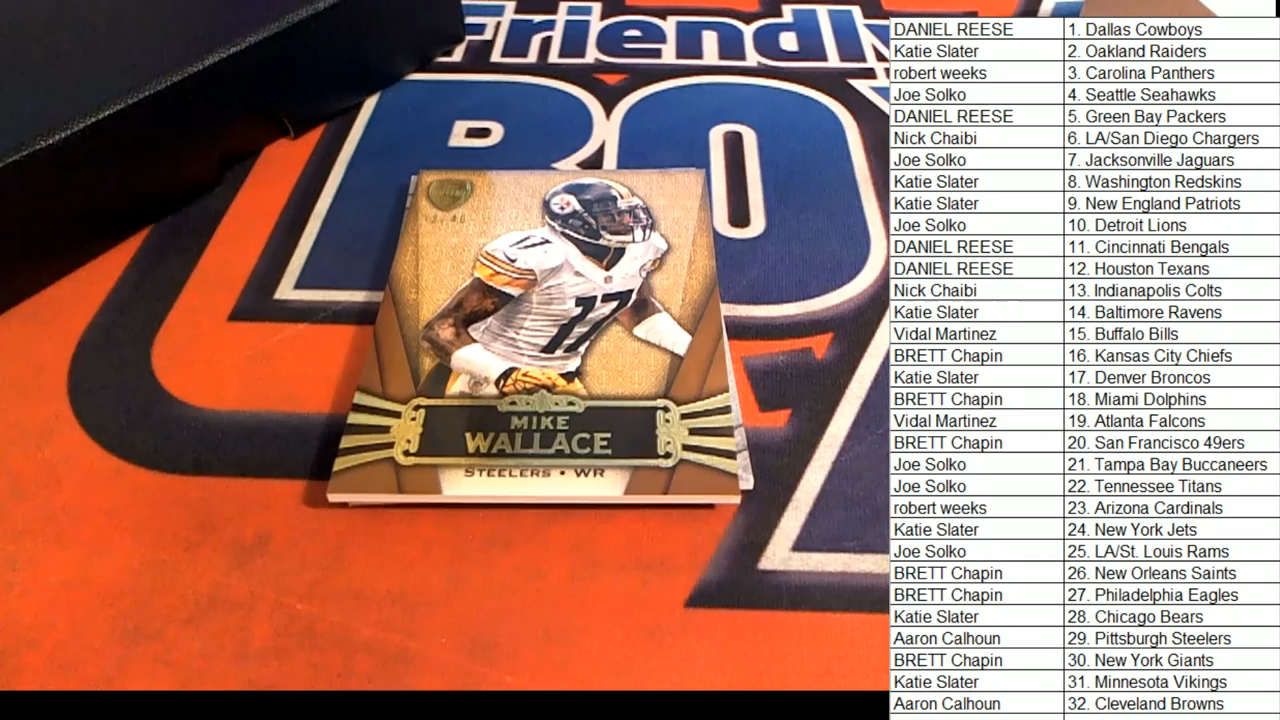 Friendly
BO
MIKE
WALLACE
STEELERS • WR
17
17
DANIEL REESE 1. Dallas Cowboys
Katie Slater 2. Oakland Raiders
robert weeks 3. Carolina Panthers
Joe Solko 4. Seattle Seahawks
DANIEL REESE 5. Green Bay Packers
Nick Chaibi 6. LA/San Diego Chargers
Joe Solko 7. Jacksonville Jaguars
Katie Slater 8. Washington Redskins
Katie Slater 9. New England Patriots
Joe Solko 10. Detroit Lions
DANIEL REESE 11. Cincinnati Bengals
DANIEL REESE 12. Houston Texans
Nick Chaibi 13. Indianapolis Colts
Katie Slater 14. Baltimore Ravens
Vidal Martinez 15. Buffalo Bills
BRETT Chapin 16. Kansas City Chiefs
Katie Slater 17. Denver Broncos
BRETT Chapin 18. Miami Dolphins
Vidal Martinez 19. Atlanta Falcons
BRETT Chapin 20. San Francisco 49ers
Joe Solko 21. Tampa Bay Buccaneers
Joe Solko 22. Tennessee Titans
robert weeks 23. Arizona Cardinals
Katie Slater 24. New York Jets
Joe Solko 25. LA/St. Louis Rams
BRETT Chapin 26. New Orleans Saints
BRETT Chapin 27. Philadelphia Eagles
Katie Slater 28. Chicago Bears
Aaron Calhoun 29. Pittsburgh Steelers
BRETT Chapin 30. New York Giants
Katie Slater 31. Minnesota Vikings
Aaron Calhoun 32. Cleveland Browns